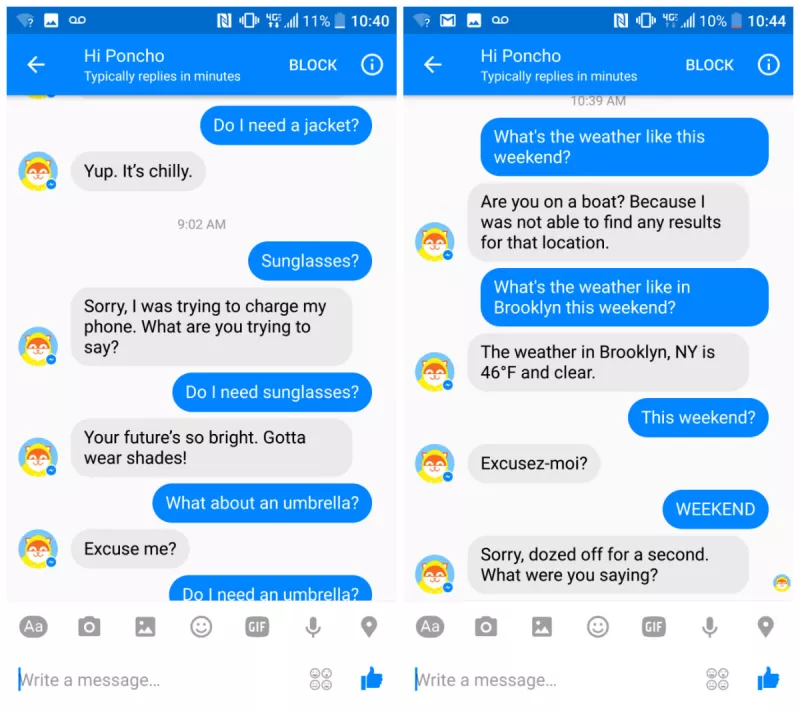 4G 11% 10:40
Hi Poncho
Typically replies in minutes
BLOCK
Do I need a jacket?
Yup. It's chilly.
9:02 AM
Sunglasses?
Sorry, I was trying to charge my
phone. What are you trying to
say?
Do I need sunglasses?
Your future's so bright. Gotta
wear shades!
What about an umbrella?
Excuse me?
Do I need an umbrella?
Aa
GIF
Write a message...
4G 10% 10:44
Hi Poncho
Typically replies in minutes
BLOCK
10:39 AM
What's the weather like this
weekend?
Are you on a boat? Because I
was not able to find any results
for that location.
What's the weather like in
Brooklyn this weekend?
The weather in Brooklyn, NY is
46°F and clear.
This weekend?
Excusez-moi?
WEEKEND
Sorry, dozed off for a second.
What were you saying?
Aa
GIF
Write a message...